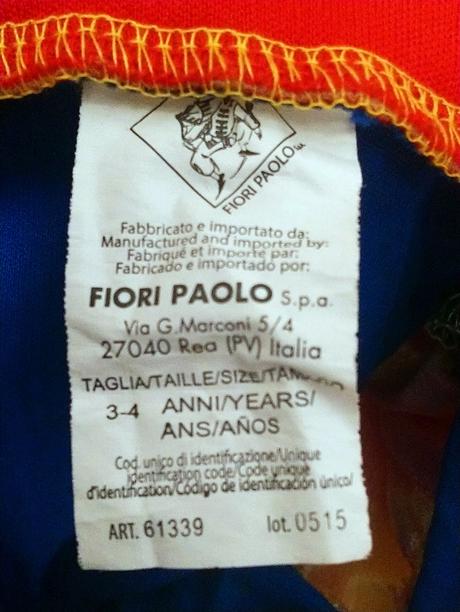 FIORI PAOLO
Fabbricato e importato da:
Manufactured and imported by:
Fabriqué et importé par:
Fabricado e importado por:
FIORI PAOLO S.p.a.
Via G.Marconi 5/4
27040 Rea (PV) Italia
TAGLIA/TAILLE/SIZE/TAMAÑO
3-4 ANNI/YEARS/
ANS/AÑOS
Cod. unico di identificazione/Unique
identification code/Code unique
d'identification/Código de identificación único/
ART. 61339 lot. 0515